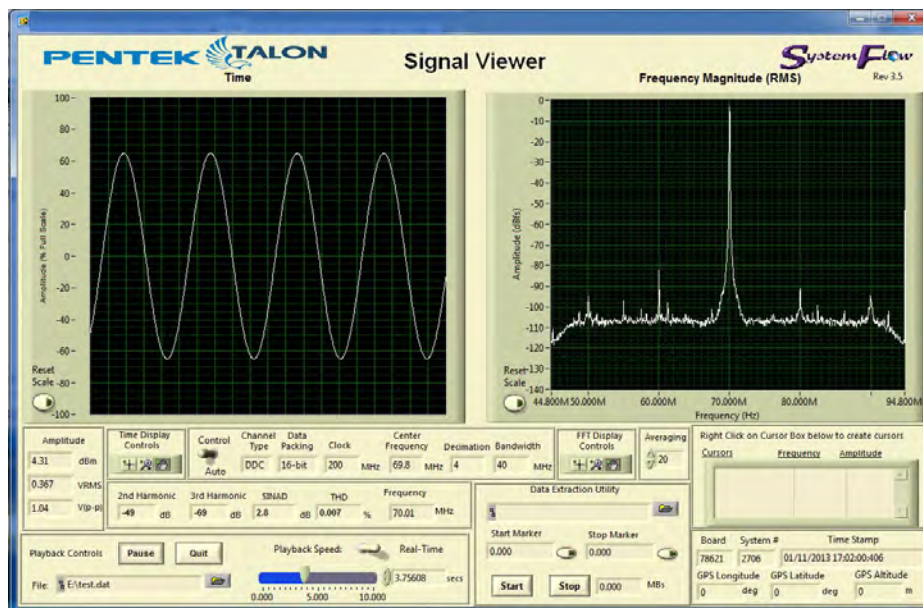 PENTEK TALON
Signal Viewer
SystemFlow
Rev 3.5
Time
Frequency Magnitude (RMS)
Amplitude (% Full Scale)
100
80
60
40
20
0
-20
-40
-60
-80
-100
Reset
Scale
Amplitude (dBfs)
0
-10
-20
-30
-40
-50
-60
-70
-80
-90
-100
-110
-120
-130
-140
Reset
Scale
44.800M 50.000M 60.000M 70.000M 80.000M 94.800M
Frequency (Hz)
Amplitude
4.31 dBm
0.367 VRMS
1.04 V(p-p)
Time Display
Controls
Control
Auto
Channel
Type
DDC
Data
Packing
16-bit
Clock
200 MHz
Center
Frequency
69.8 MHz
Decimation
4
Bandwidth
40 MHz
FFT Display
Controls
Averaging
20
Right Click on Cursor Box below to create cursors
Cursors Frequency Amplitude
2nd Harmonic
-49 dB
3rd Harmonic
-69 dB
SINAD
2.8 dB
THD
0.007 %
Frequency
70.01 MHz
Data Extraction Utility
Start Marker
0.000
Stop Marker
0.000
Start Stop 0.000 MBs
Playback Controls Pause Quit
File: E:\test.dat
Playback Speed: Real-Time
0.000 5.000 10.000
3.75608 secs
Board System # Time Stamp
78621 2706 01/11/2013 17:02:00:406
GPS Longitude GPS Latitude GPS Altitude
0 deg 0 deg 0 m